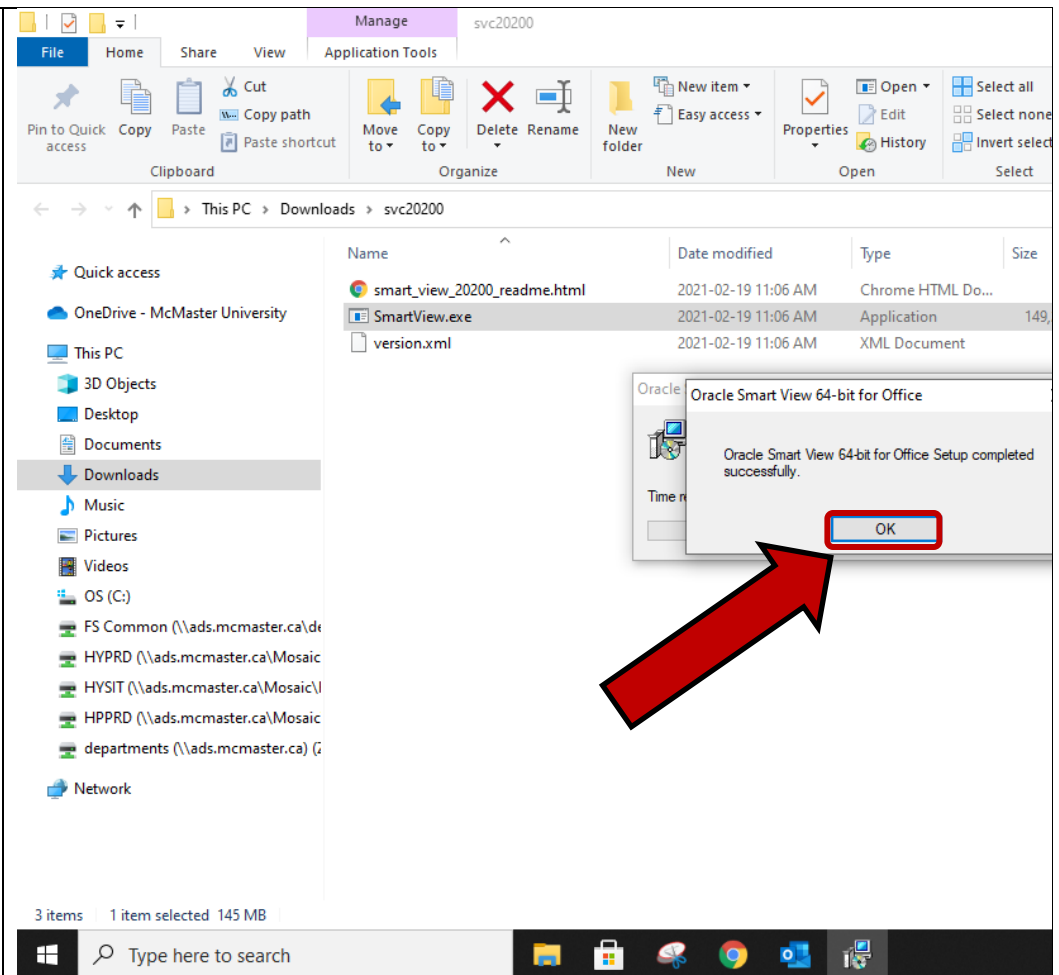 Manage svc20200
File Home Share View Application Tools
Pin to Quick access
Copy
Paste
Cut
Copy path
Paste shortcut
Clipboard
Move to
Copy to
Delete
Rename
Organize
New folder
New item
Easy access
New
Properties
Open
Edit
History
Open
Select all
Select none
Invert select
Select
This PC > Downloads > svc20200
Name Date modified Type Size
smart_view_20200_readme.html 2021-02-19 11:06 AM Chrome HTML Do...
SmartView.exe 2021-02-19 11:06 AM Application 149,
version.xml 2021-02-19 11:06 AM XML Document
Quick access
OneDrive - McMaster University
This PC
3D Objects
Desktop
Documents
Downloads
Music
Pictures
Videos
OS (C:)
FS Common (\\ads.mcmaster.ca\de
HYPRD (\\ads.mcmaster.ca\Mosaic
HYSIT (\\ads.mcmaster.ca\Mosaic\
HPPRD (\\ads.mcmaster.ca\Mosaic
departments (\\ads.mcmaster.ca) (Z
Network
Oracle
Time re
Oracle Smart View 64-bit for Office
Oracle Smart View 64-bit for Office Setup completed
successfully.
OK
3 items 1 item selected 145 MB
Type here to search